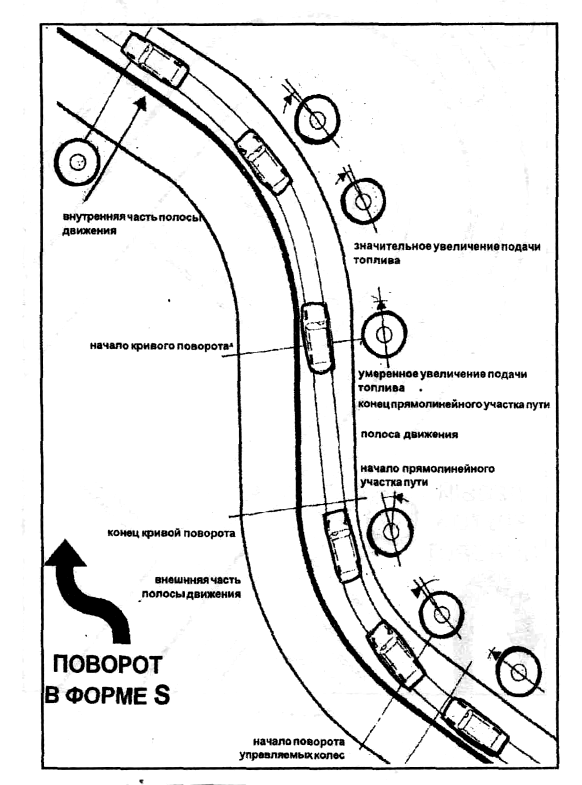 внутренняя часть полосы
движения
значительное увеличение подачи
топлива
начало кривого поворота
умеренное увеличение подачи
топлива
конец прямолинейного участка пути
полоса движения
начало прямолинейного
участка пути
конец кривой поворота
внешняя часть
полосы движения
ПОВОРОТ
В ФОРМЕ S
начало поворота
управляемых колес